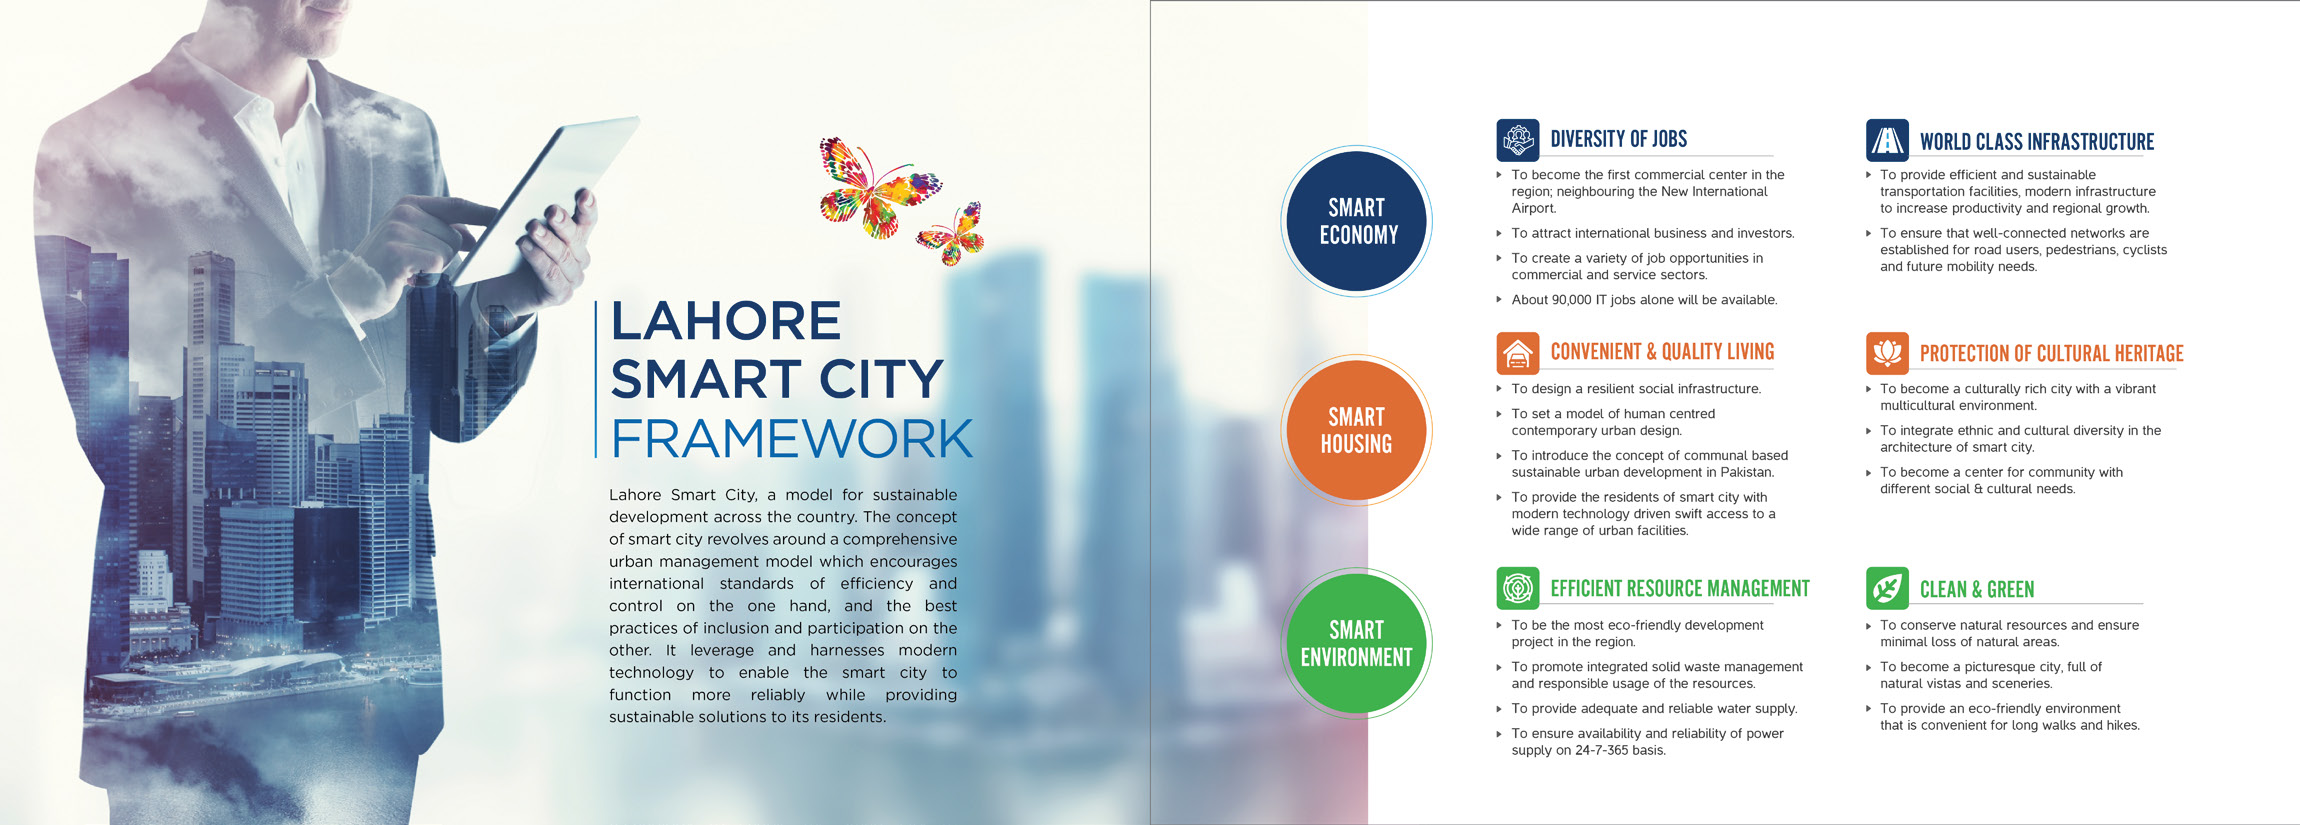 LAHORE
SMART CITY
FRAMEWORK
Lahore Smart City, a model for sustainable
development across the country. The concept
of smart city revolves around a comprehensive
urban management model which encourages
international standards of efficiency and
control on the one hand, and the best
practices of inclusion and participation on the
other. It leverage and harnesses modern
technology to enable the smart city to
function more reliably while providing
sustainable solutions to its residents.
SMART
ECONOMY
DIVERSITY OF JOBS
To become the first commercial center in the
region; neighbouring the New International
Airport.
To attract international business and investors.
To create a variety of job opportunities in
commercial and service sectors.
About 90,000 IT jobs alone will be available.
WORLD CLASS INFRASTRUCTURE
To provide efficient and sustainable
transportation facilities, modern infrastructure
to increase productivity and regional growth.
To ensure that well-connected networks are
established for road users, pedestrians, cyclists
and future mobility needs.
SMART
HOUSING
CONVENIENT & QUALITY LIVING
To design a resilient social infrastructure.
To set a model of human centred
contemporary urban design.
To introduce the concept of communal based
sustainable urban development in Pakistan.
To provide the residents of smart city with
modern technology driven swift access to a
wide range of urban facilities.
PROTECTION OF CULTURAL HERITAGE
To become a culturally rich city with a vibrant
multicultural environment.
To integrate ethnic and cultural diversity in the
architecture of smart city.
To become a center for community with
different social & cultural needs.
SMART
ENVIRONMENT
EFFICIENT RESOURCE MANAGEMENT
To be the most eco-friendly development
project in the region.
To promote integrated solid waste management
and responsible usage of the resources.
To provide adequate and reliable water supply.
To ensure availability and reliability of power
supply on 24-7-365 basis.
CLEAN & GREEN
To conserve natural resources and ensure
minimal loss of natural areas.
To become a picturesque city, full of
natural vistas and sceneries.
To provide an eco-friendly environment
that is convenient for long walks and hikes.